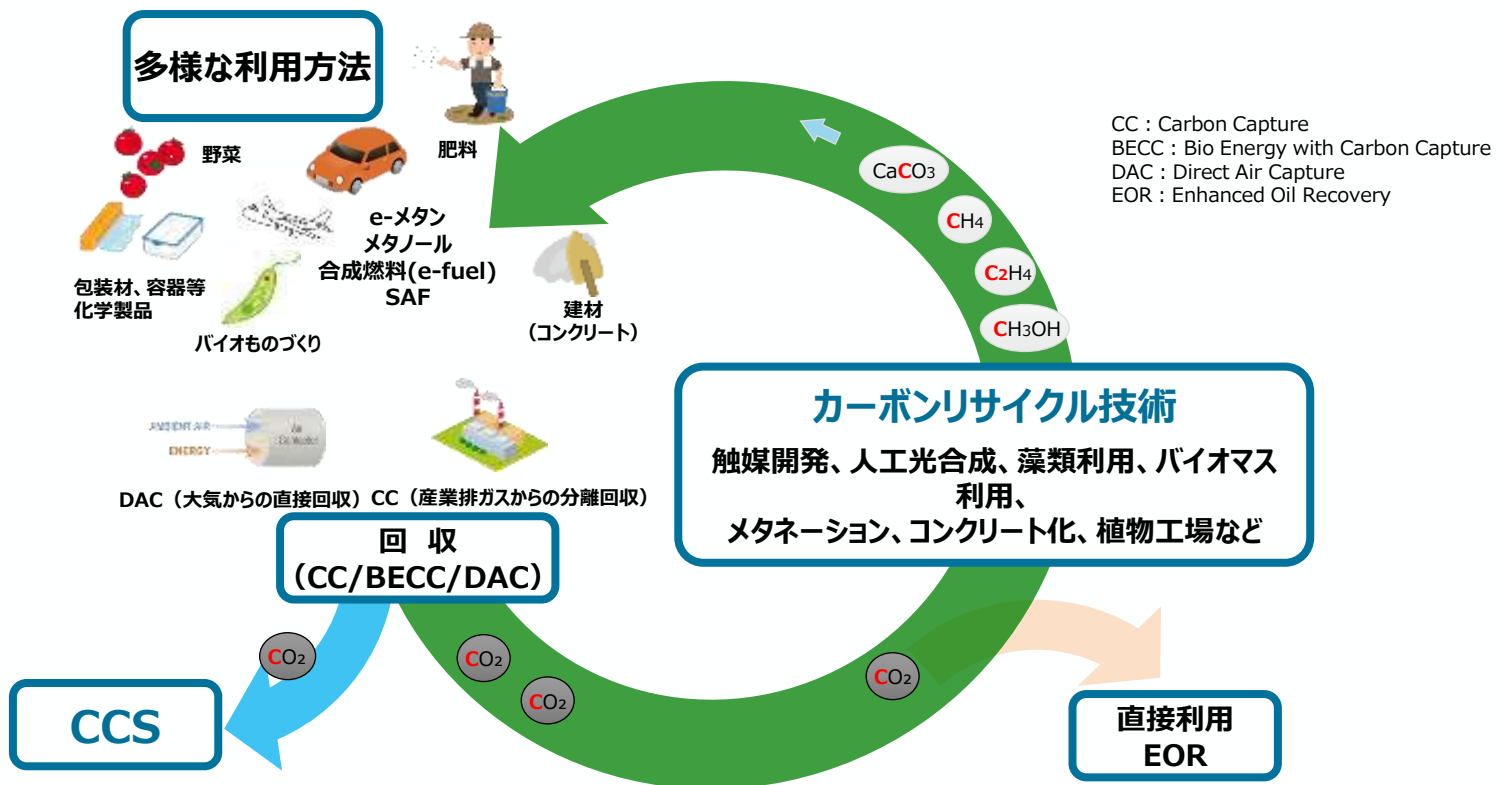 多様な利用方法
肥料
野菜
e-メタン
メタノール
合成燃料(e-fuel)
SAF
包装材、容器等
化学製品
バイオものづくり
建材
（コンクリート）
CC : Carbon Capture
BECC : Bio Energy with Carbon Capture
DAC : Direct Air Capture
EOR : Enhanced Oil Recovery
CaCO3
CH4
C2H4
CH3OH
カーボンリサイクル技術
触媒開発、人工光合成、藻類利用、バイオマス
利用、
メタネーション、コンクリート化、植物工場など
AMBIENT AIR
ENERGY
Air
DAC（大気からの直接回収）
CC（産業排ガスからの分離回収）
回 収
（CC/BECC/DAC）
CO2
CO2
CO2
CO2
CCS
直接利用
EOR